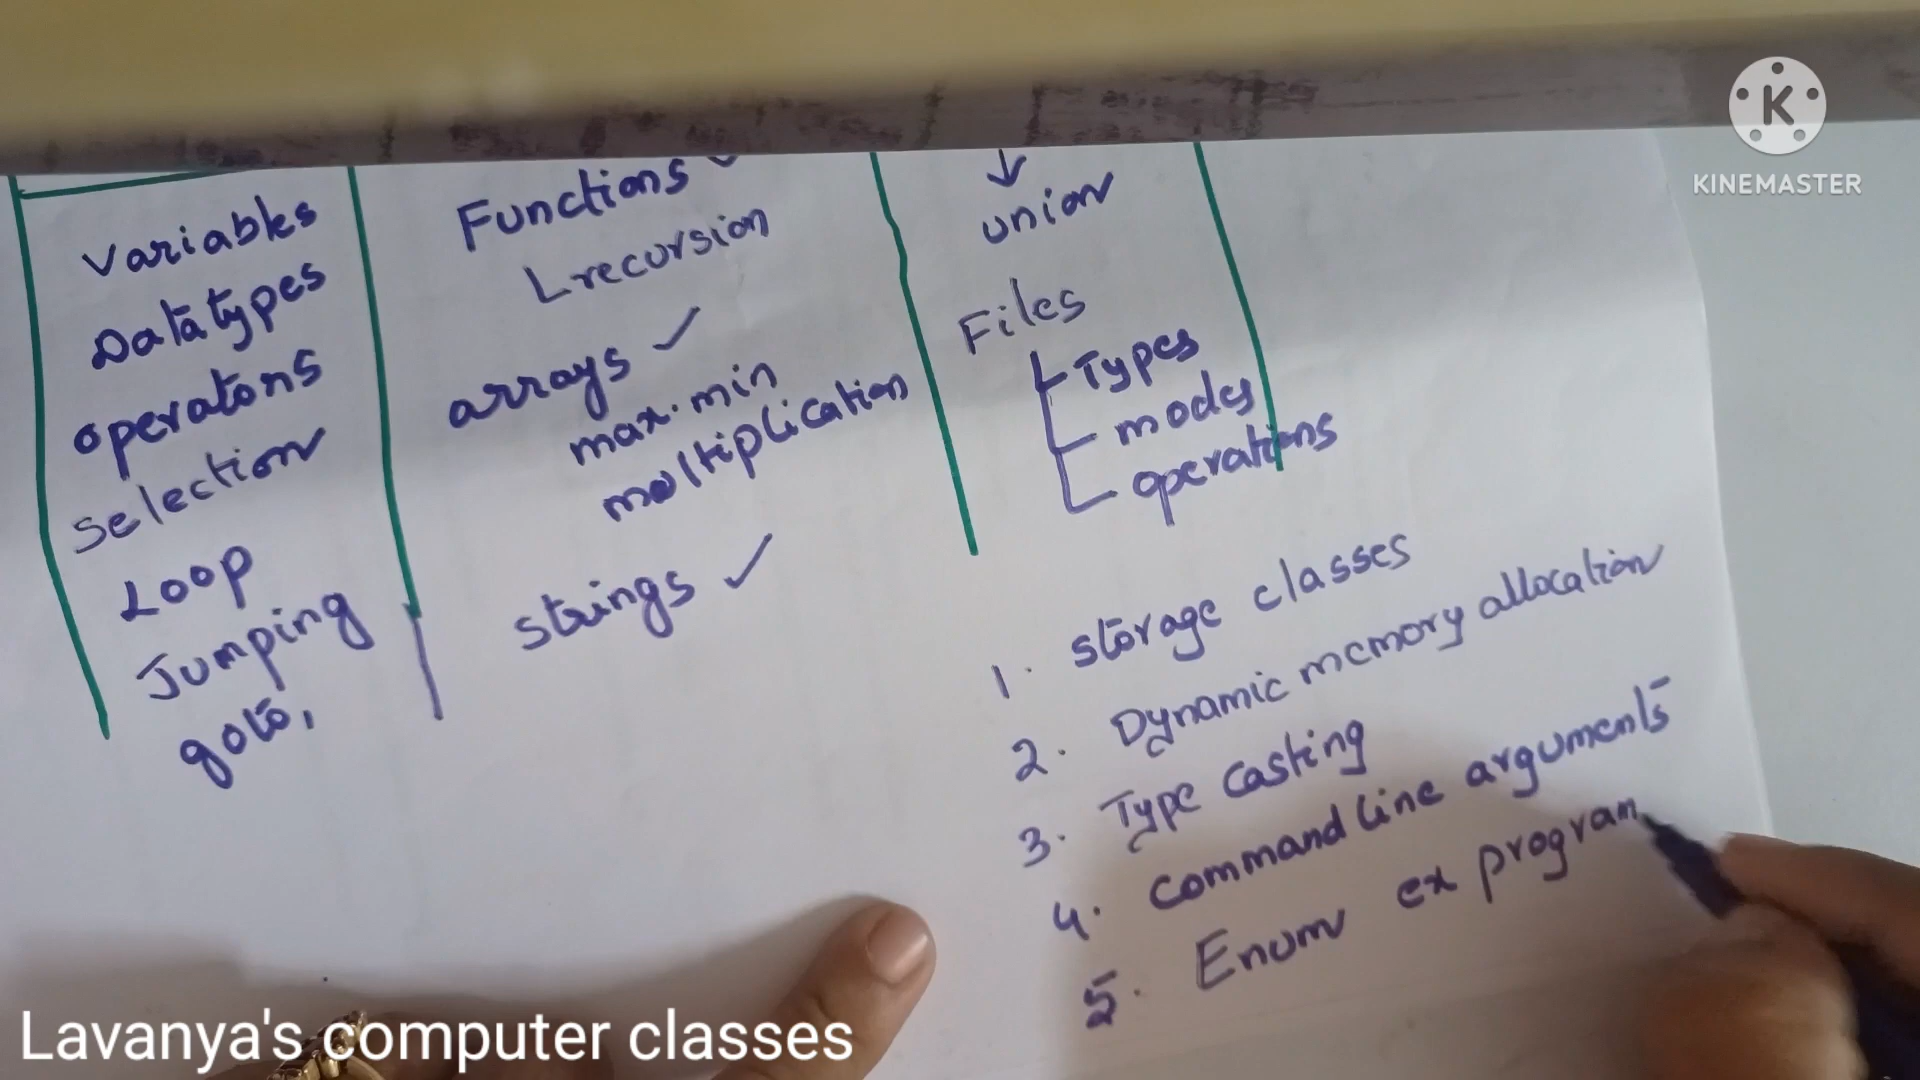 Variables
Datatypes
operatons
selection
Loop
Jumping
goto,
Functions
recursion
arrays
max. min
multiplication
strings
union
Files
Types
modes
operations
1. storage classes
2. Dynamic memory allocation
3. Type casting
4. Command line arguments
5. Enum ex program
K
KINEMASTER
Lavanya's computer classes